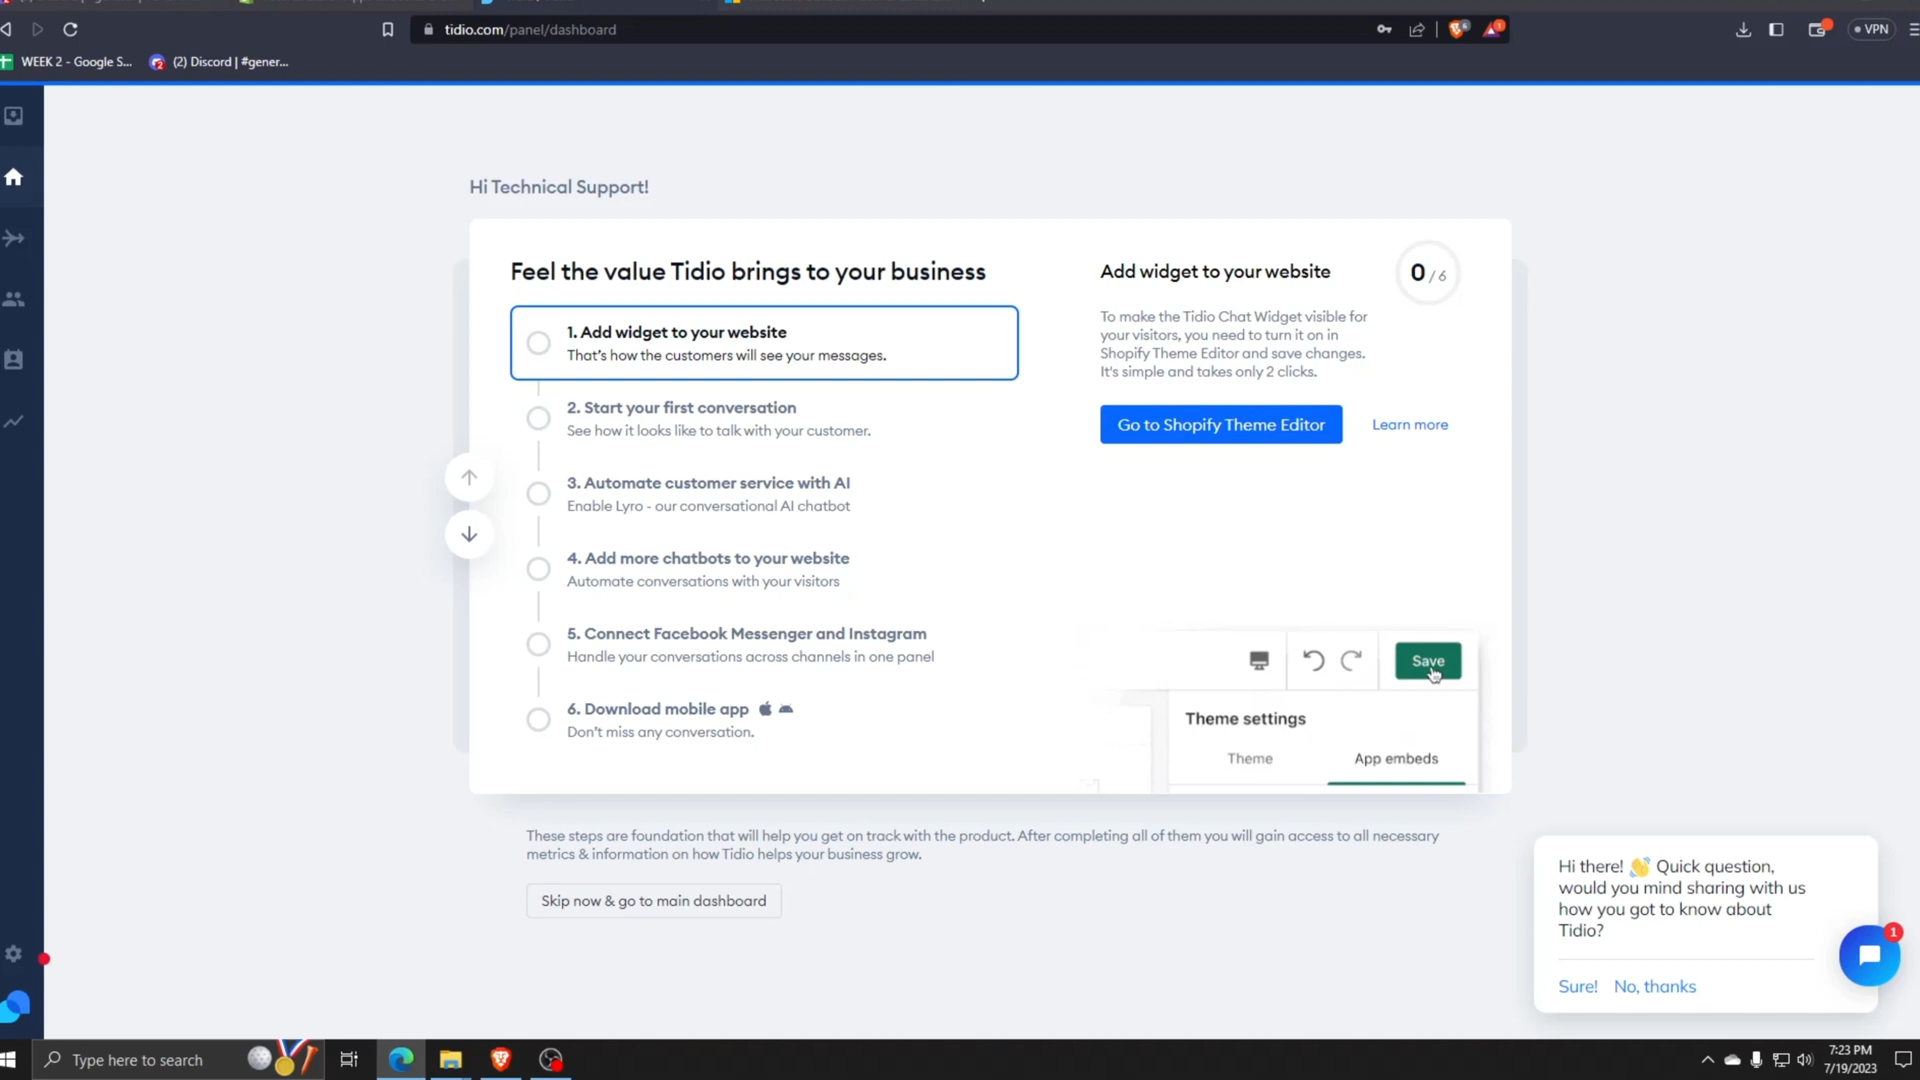 tidio.com/panel/dashboard
6
1
VPN
WEEK 2 - Google S...
(2) Discord | #gener...
Hi Technical Support!
Feel the value Tidio brings to your business
1. Add widget to your website
That's how the customers will see your messages.
2. Start your first conversation
See how it looks like to talk with your customer.
3. Automate customer service with AI
Enable Lyro - our conversational AI chatbot
4. Add more chatbots to your website
Automate conversations with your visitors
5. Connect Facebook Messenger and Instagram
Handle your conversations across channels in one panel
6. Download mobile app
Don't miss any conversation.
Add widget to your website
0 / 6
To make the Tidio Chat Widget visible for
your visitors, you need to turn it on in
Shopify Theme Editor and save changes.
It's simple and takes only 2 clicks.
Go to Shopify Theme Editor
Learn more
Save
Theme settings
Theme
App embeds
These steps are foundation that will help you get on track with the product. After completing all of them you will gain access to all necessary
metrics & information on how Tidio helps your business grow.
Skip now & go to main dashboard
Hi there! 👋 Quick question,
would you mind sharing with us
how you got to know about
Tidio?
Sure! No, thanks
1
Type here to search
7:23 PM
7/19/2023